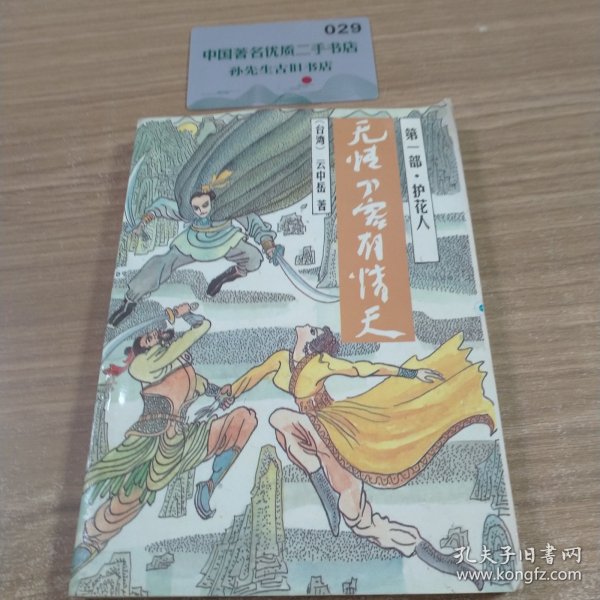 029
中国著名优质二手书店
孙先生古旧书店
第一部·护花人
无情刀客有情天
（台湾）云中岳 著
孔夫子旧书网
www.kongfz.com